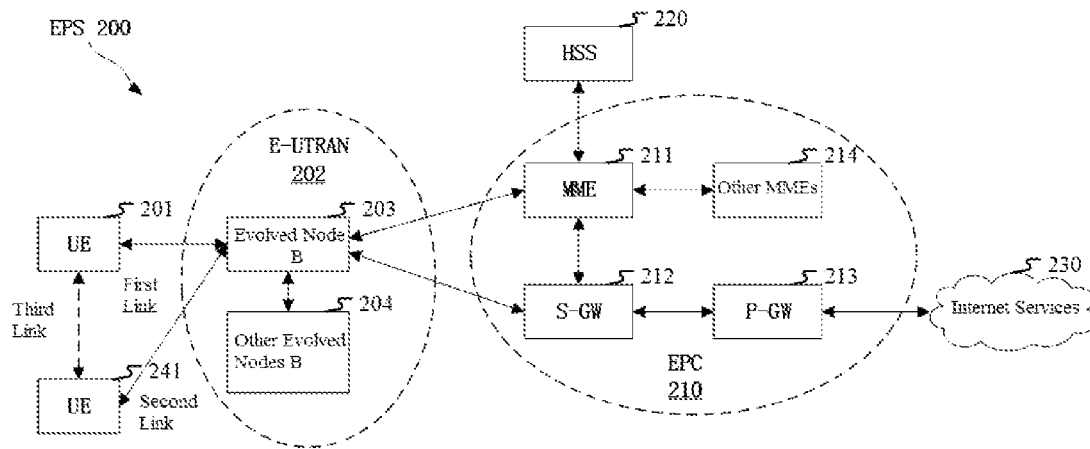 EPS 200
220
HSS
E-UTRAN
202
211
MME
214
Other MMEs
201
UE
203
Evolved Node
B
First
Link
Third
Link
204
Other Evolved
Nodes B
212
S-GW
213
P-GW
230
Internet Services
241
UE
Second
Link
EPC
210